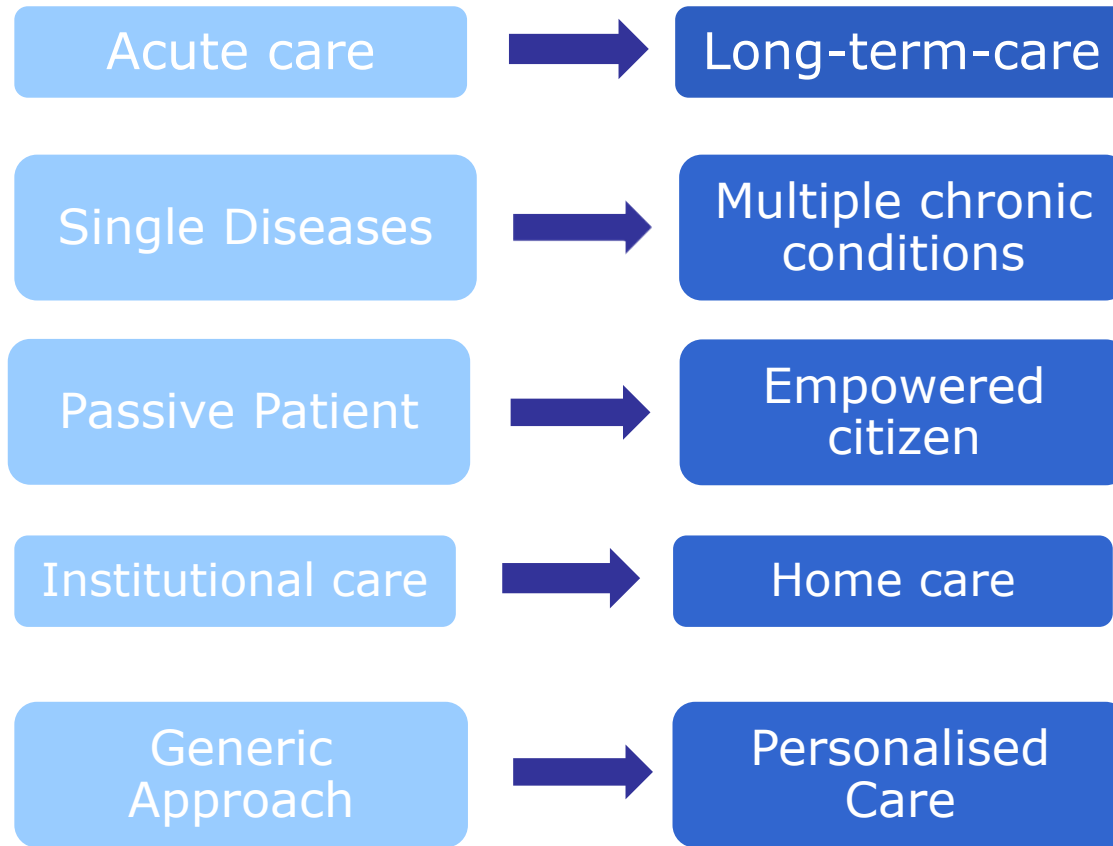 Acute care
Long-term-care
Single Diseases
Multiple chronic
conditions
Passive Patient
Empowered
citizen
Institutional care
Home care
Generic
Approach
Personalised
Care